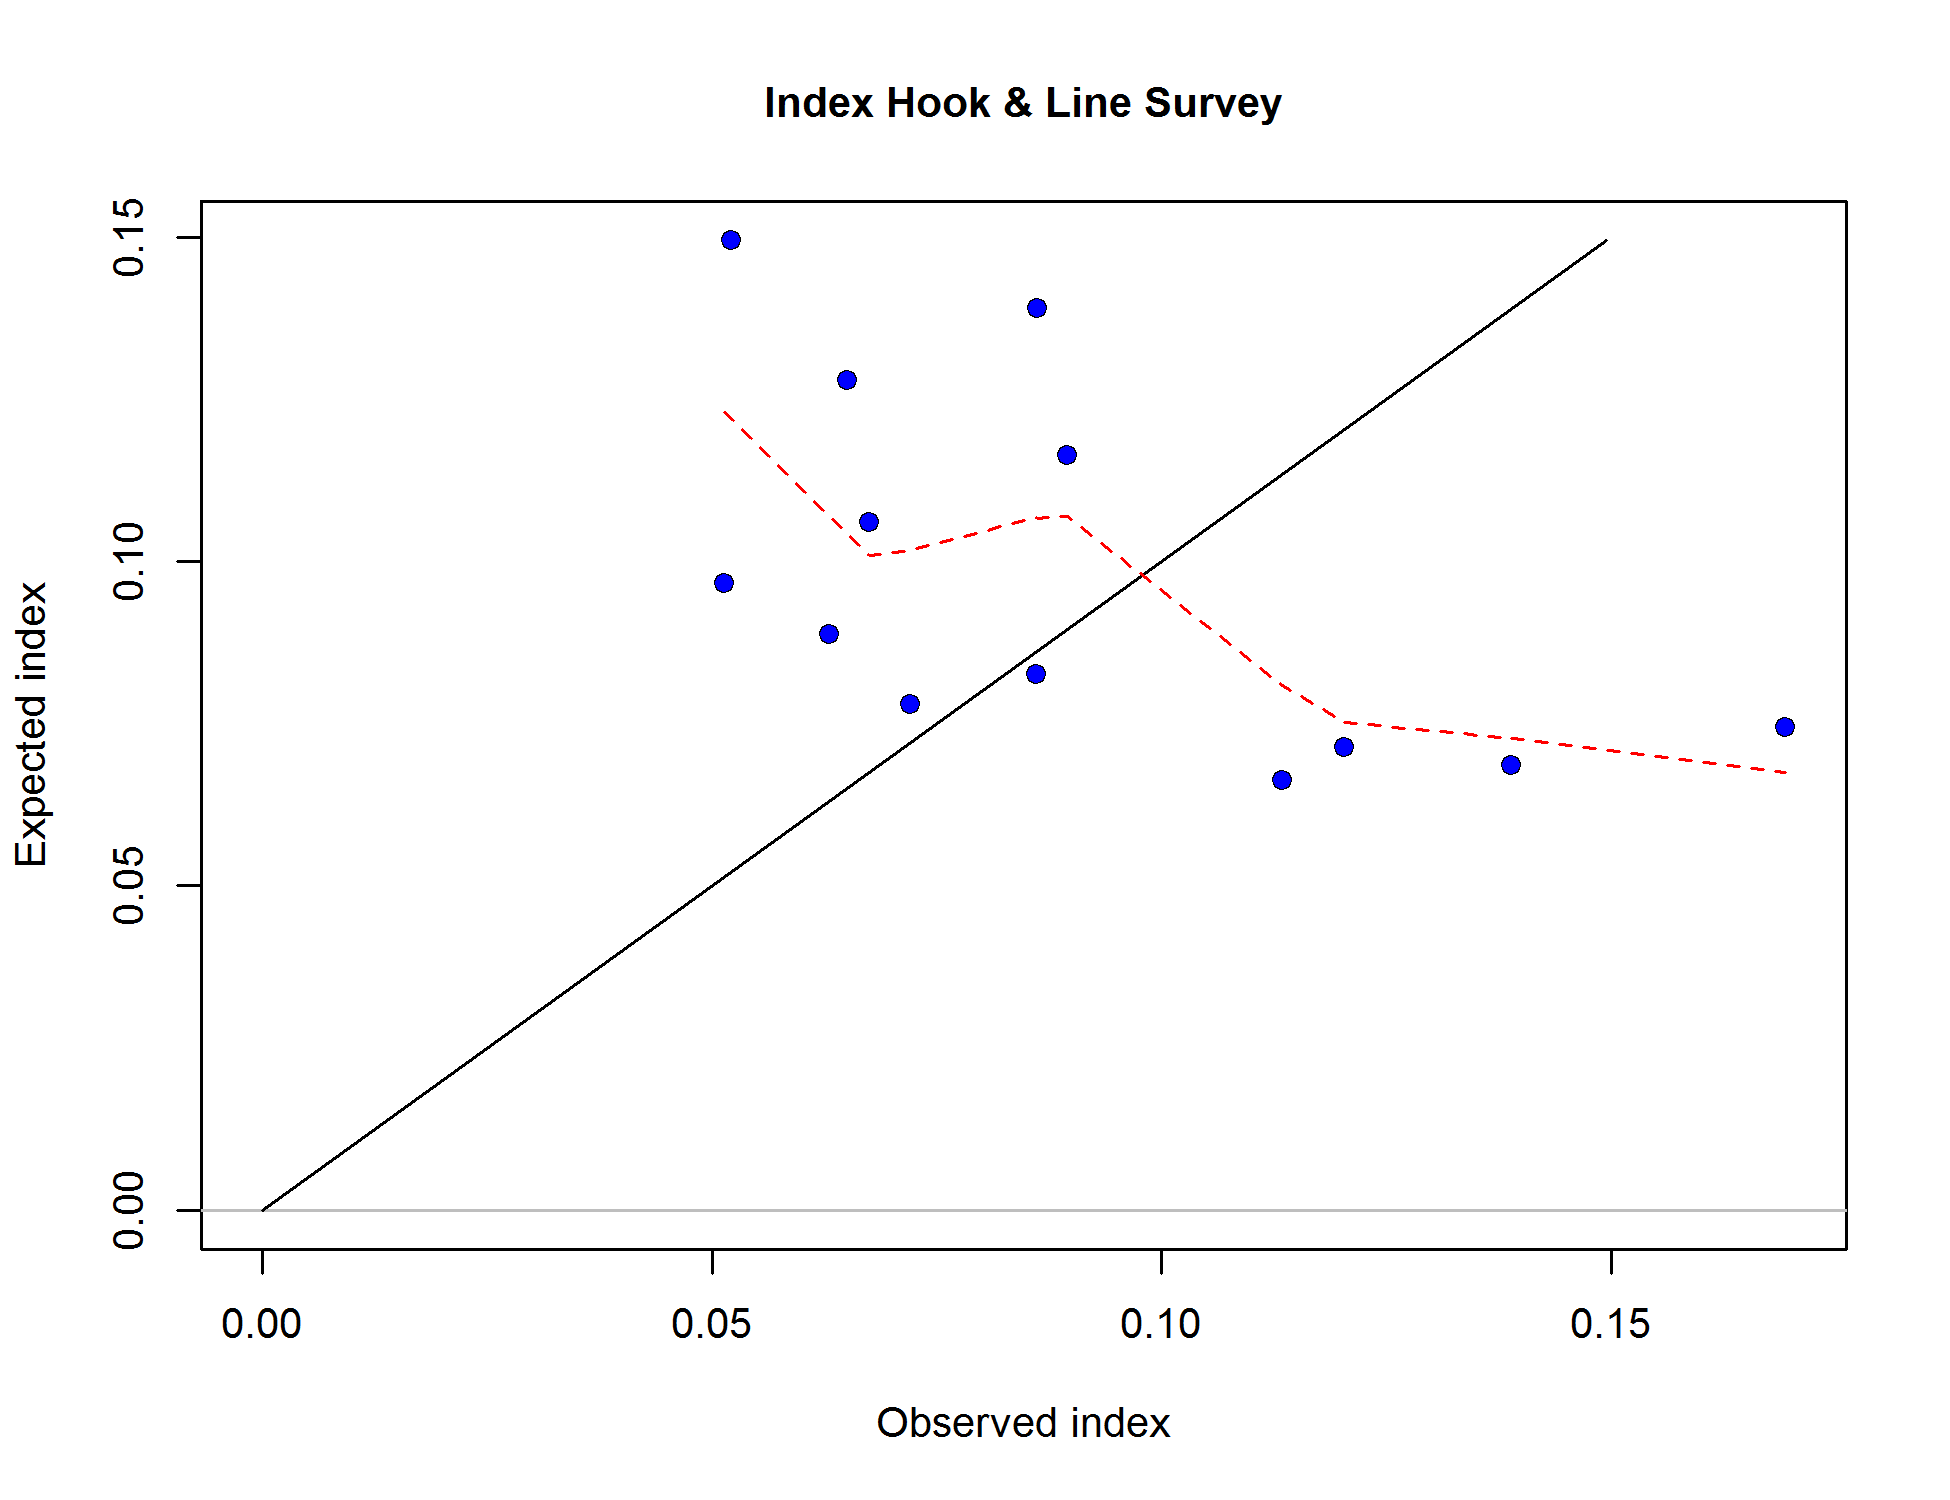 Index Hook & Line Survey
Expected index
0.15
0.10
0.05
0.00
0.00 0.05 0.10 0.15
Observed index